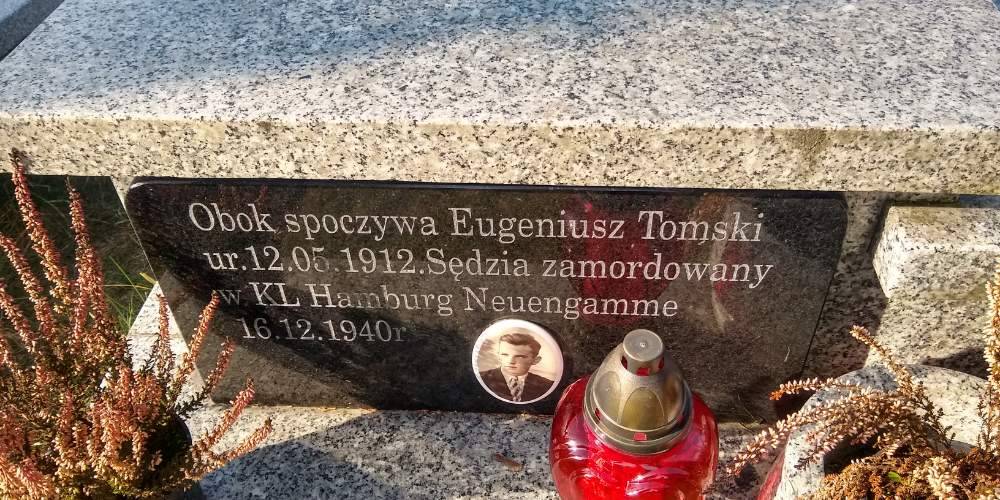 Obok spoczywa Eugeniusz Tomski
ur.12.05.1912.Sędzia zamordowany
w KL Hamburg Neuengamme
16.12.1940r